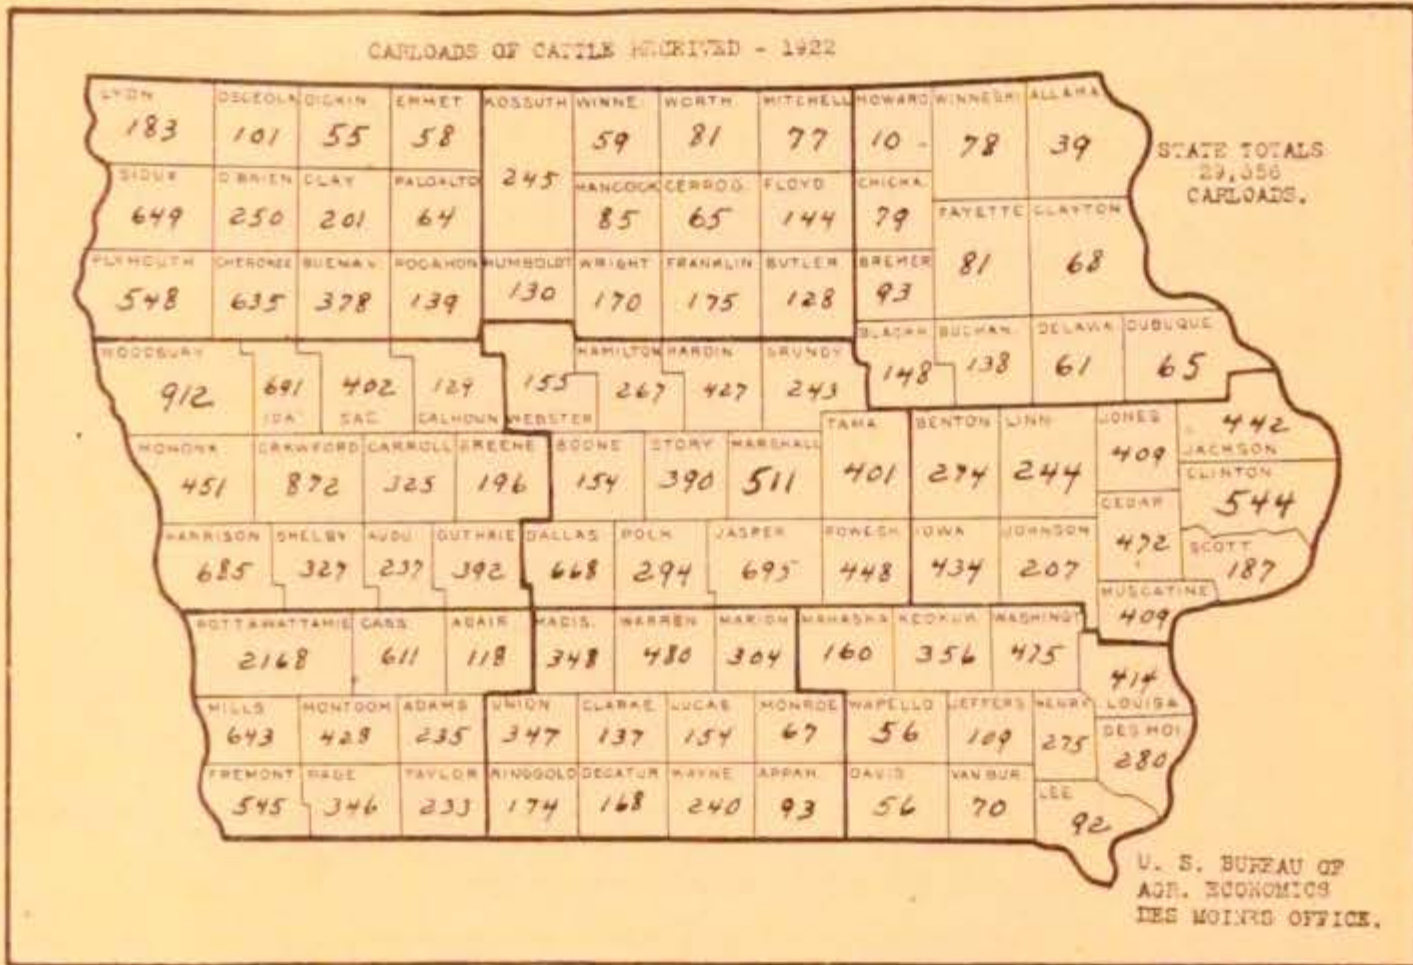 CARLOADS OF CATTLE RECEIVED - 1922
LYON OSCEOLA DICKIN EMMET KOSSUTH WINNE. WORTH MITCHELL HOWARD WINNESHI ALLAMA
183 101 55 58 245 59 81 77 10 78 39
STATE TOTALS
CARLOADS.
SIOUX O'BRIEN CLAY PALOALTO HANCOCK CERROG. FLOYD CHICKA.
649 250 201 64 85 65 144 79
FAYETTE CLAYTON
81 68
PLYMOUTH CHEROKEE BUENA V. POCAHON HUMBOLDT WRIGHT FRANKLIN BUTLER BREMER
548 635 378 139 130 170 175 128 93
BLACKH BUCHAN. DELAWA DUBUQUE
148 138 61 65
WOODBURY HAMILTON HARDIN GRUNDY
912 691 402 124 155 267 427 243
IDA SAC CALHOUN WEBSTER
MONONA CRAWFORD CARROLL GREENE BOONE STORY MARSHALL TAMA BENTON LINN JONES
451 872 325 196 154 390 511 401 274 244 409
442
JACKSON
CLINTON
544
CEDAR
472
SCOTT
187
HARRISON SHELBY AUDU. GUTHRIE DALLAS POLK JASPER POWESH. IOWA JOHNSON
685 327 237 392 668 294 695 448 434 207
MUSCATINE
409
POTTAWATTAMIE CASS ADAIR MADIS. WARREN MARION MAHASKA KEOKUK WASHINGT
2168 611 118 348 480 304 160 356 475
414
LOUISA
MILLS MONTGOM ADAMS UNION CLARKE LUCAS MONROE WAPELLO JEFFERS HENRY DES MOI
643 428 235 347 137 154 67 56 109 275 280
FREMONT PAGE TAYLOR RINGGOLD DECATUR WAYNE APPAN. DAVIS VAN BUR. LEE
545 346 233 174 168 240 93 56 70 92
U. S. BUREAU OF
AGR. ECONOMICS
DES MOINES OFFICE.